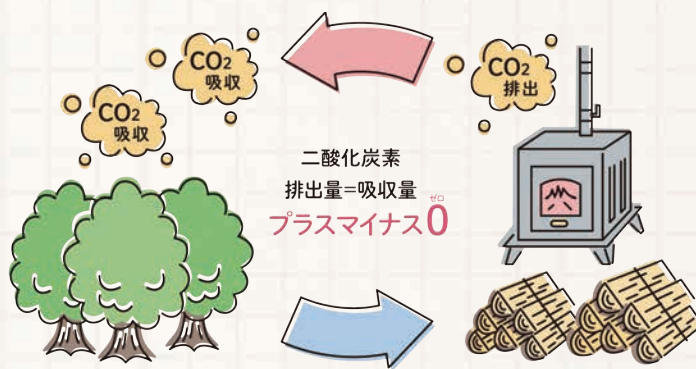 CO2
吸収
CO2
排出
CO2
吸収
二酸化炭素
排出量=吸収量
ゼロ
プラスマイナス0